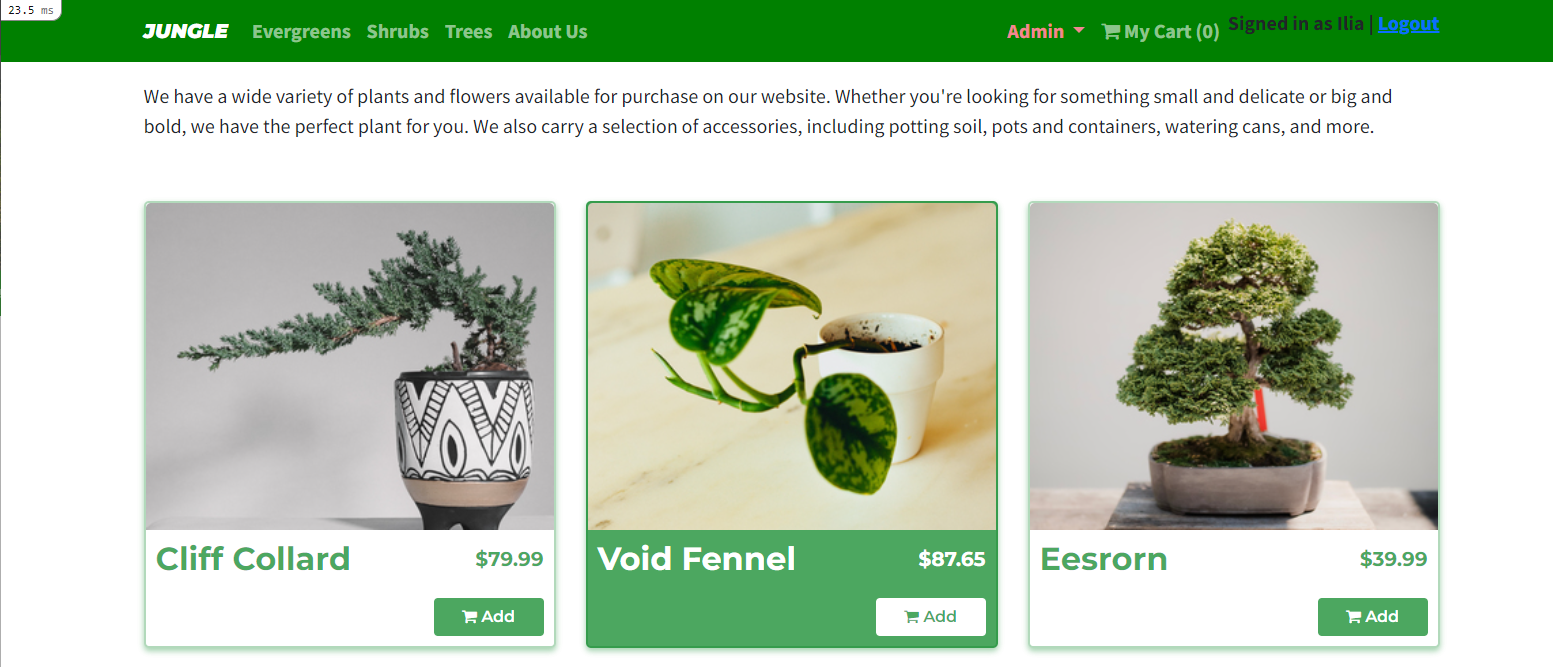 23.5 ms
JUNGLE Evergreens Shrubs Trees About Us Admin My Cart (0) Signed in as Ilia | Logout
We have a wide variety of plants and flowers available for purchase on our website. Whether you're looking for something small and delicate or big and
bold, we have the perfect plant for you. We also carry a selection of accessories, including potting soil, pots and containers, watering cans, and more.
Cliff Collard $79.99
Add
Void Fennel $87.65
Add
Eesrorn $39.99
Add